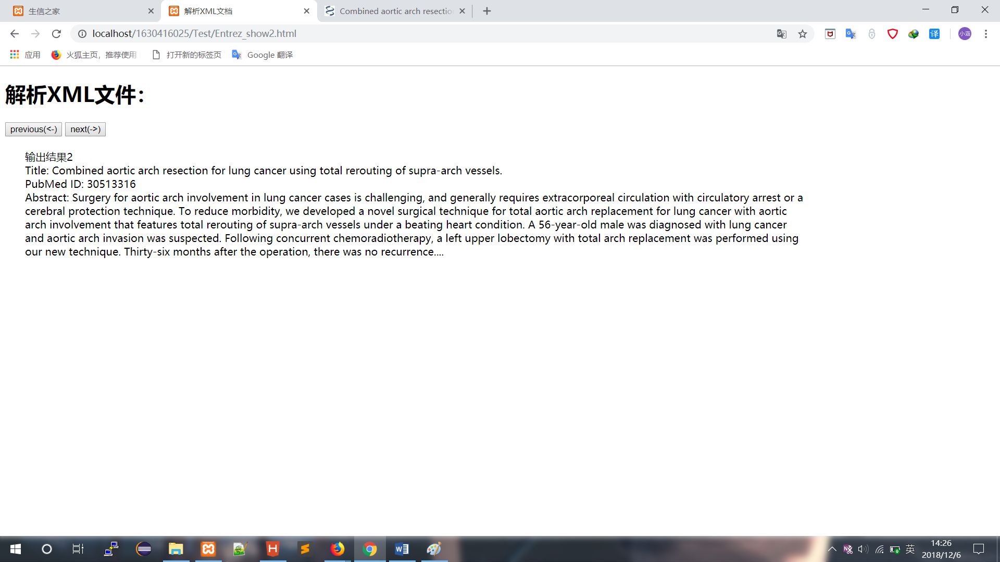 生信之家
解析XML文档
Combined aortic arch resectio
localhost/1630416025/Test/Entrez_show2.html
译
小涵
应用
火狐主页，推荐使用
打开新的标签页
Google 翻译
解析XML文件：
previous(<-)
next(->)
输出结果2
Title: Combined aortic arch resection for lung cancer using total rerouting of supra-arch vessels.
PubMed ID: 30513316
Abstract: Surgery for aortic arch involvement in lung cancer cases is challenging, and generally requires extracorporeal circulation with circulatory arrest or a
cerebral protection technique. To reduce morbidity, we developed a novel surgical technique for total aortic arch replacement for lung cancer with aortic
arch involvement that features total rerouting of supra-arch vessels under a beating heart condition. A 56-year-old male was diagnosed with lung cancer
and aortic arch invasion was suspected. Following concurrent chemoradiotherapy, a left upper lobectomy with total arch replacement was performed using
our new technique. Thirty-six months after the operation, there was no recurrence....
英
14:26
2018/12/6